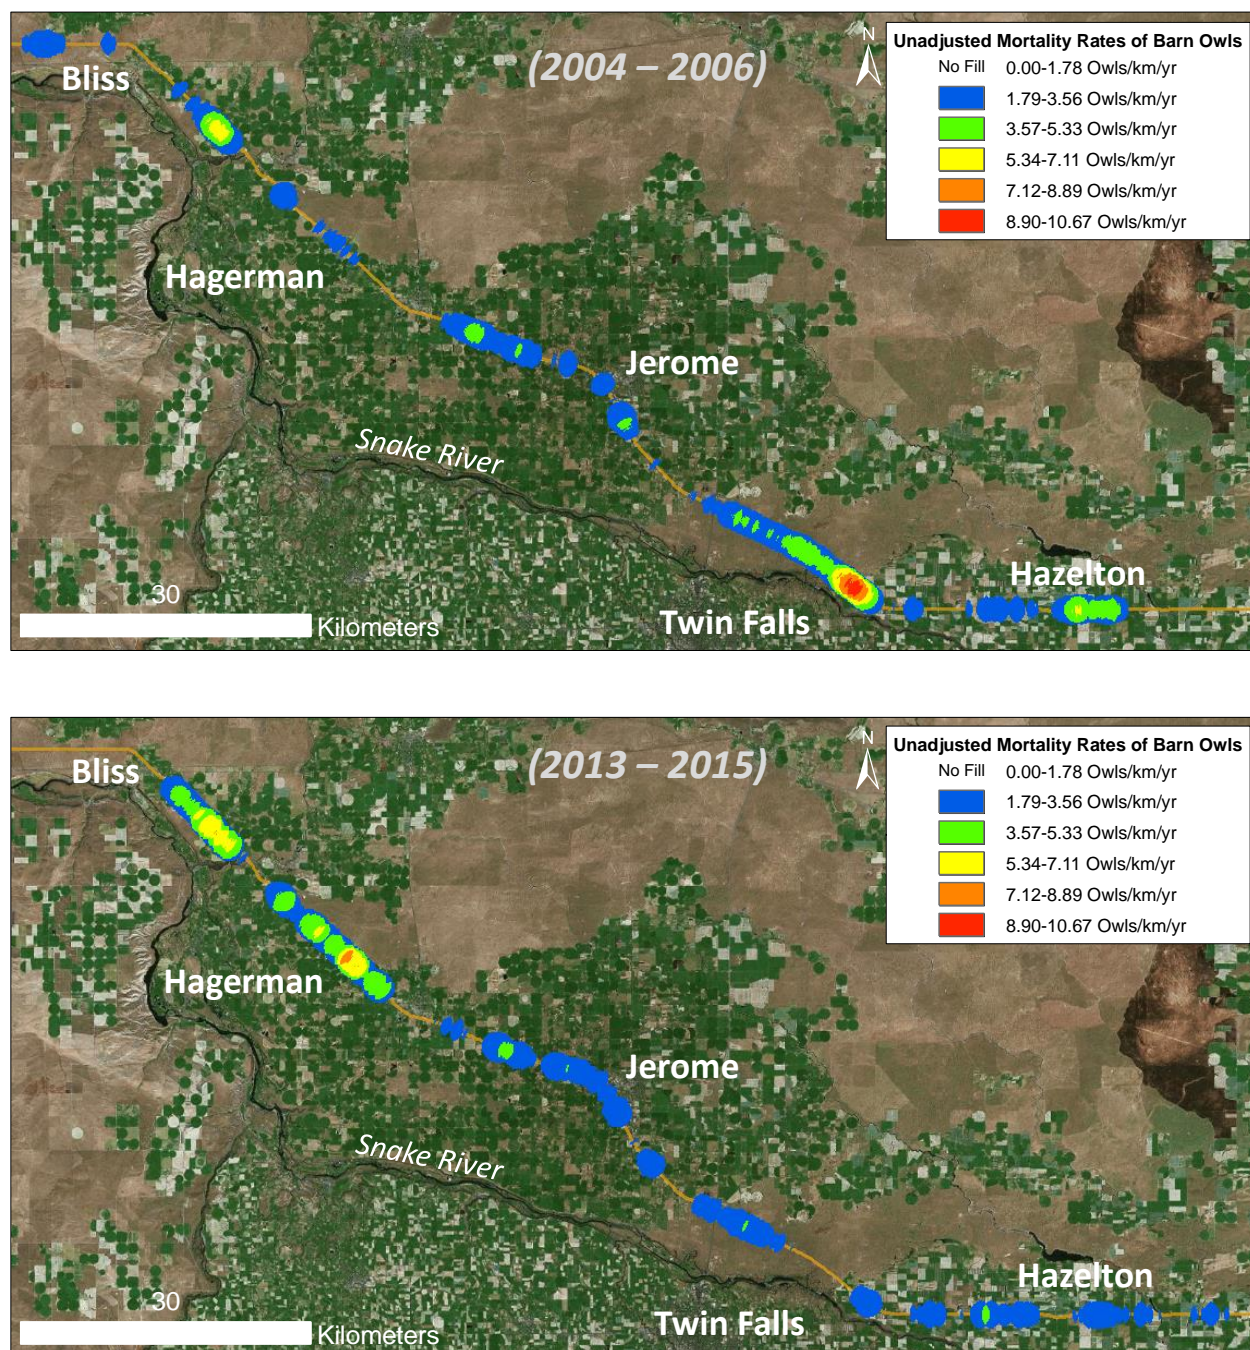 (2004 – 2006)
N
Unadjusted Mortality Rates of Barn Owls
No Fill 0.00-1.78 Owls/km/yr
1.79-3.56 Owls/km/yr
3.57-5.33 Owls/km/yr
5.34-7.11 Owls/km/yr
7.12-8.89 Owls/km/yr
8.90-10.67 Owls/km/yr
Bliss
Hagerman
Jerome
Snake River
Hazelton
30
Kilometers
Twin Falls
(2013 – 2015)
N
Unadjusted Mortality Rates of Barn Owls
No Fill 0.00-1.78 Owls/km/yr
1.79-3.56 Owls/km/yr
3.57-5.33 Owls/km/yr
5.34-7.11 Owls/km/yr
7.12-8.89 Owls/km/yr
8.90-10.67 Owls/km/yr
Bliss
Hagerman
Jerome
Snake River
Hazelton
30
Kilometers
Twin Falls